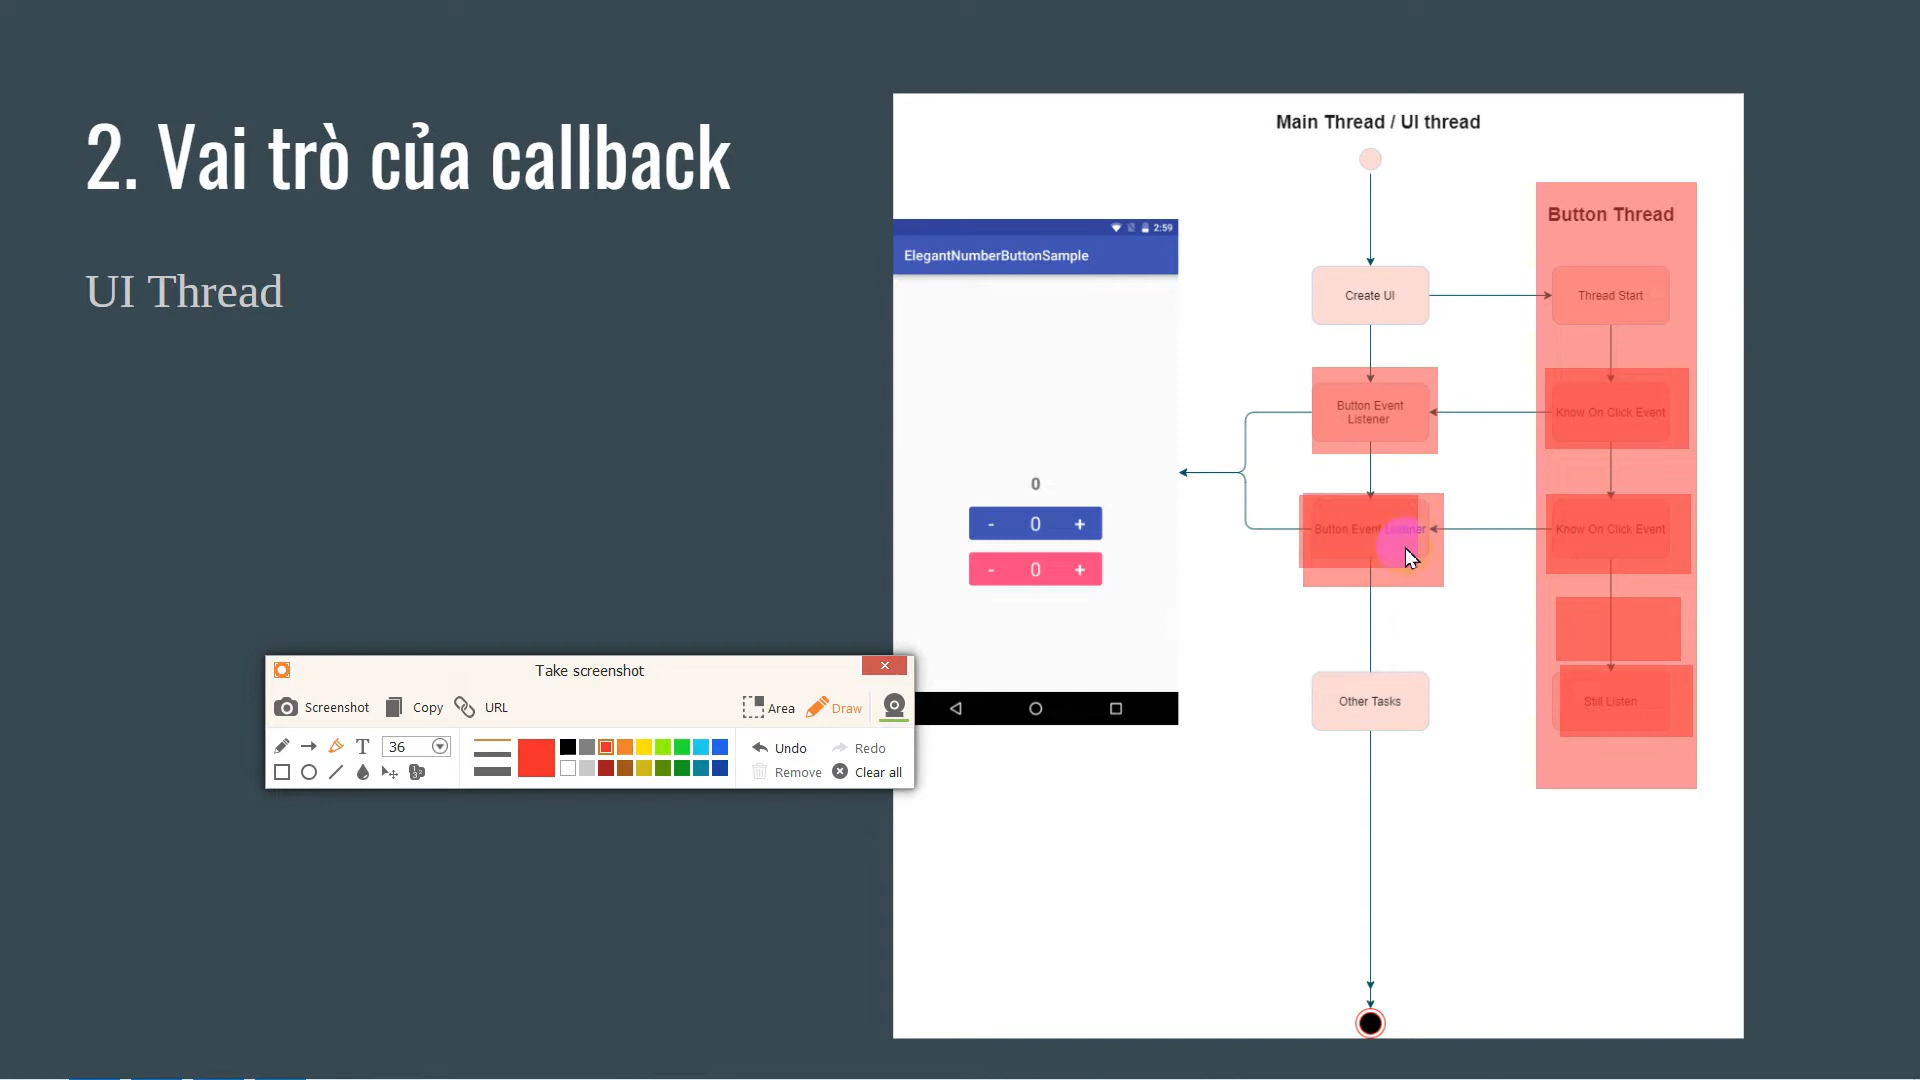 2. Vai trò của callback
UI Thread
Main Thread / UI thread
Button Thread
2:59
ElegantNumberButtonSample
Create UI
Thread Start
Button Event
Listener
Know On Click Event
0
- 0 +
- 0 +
Button Event Listener
Know On Click Event
Other Tasks
Still Listen
Take screenshot
Screenshot
Copy
URL
Area
Draw
T
36
Undo
Redo
Remove
Clear all